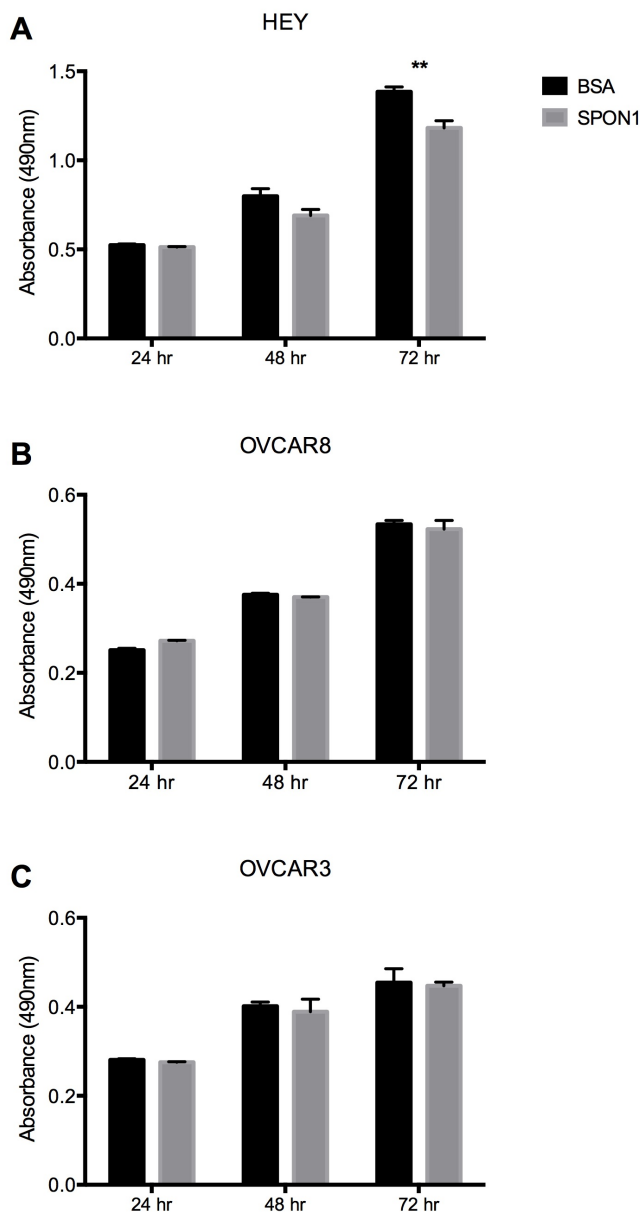 A
HEY
**
BSA
SPON1
Absorbance (490nm)
1.5
1.0
0.5
0.0
24 hr
48 hr
72 hr
B
OVCAR8
Absorbance (490nm)
0.6
0.4
0.2
0.0
24 hr
48 hr
72 hr
C
OVCAR3
Absorbance (490nm)
0.6
0.4
0.2
0.0
24 hr
48 hr
72 hr